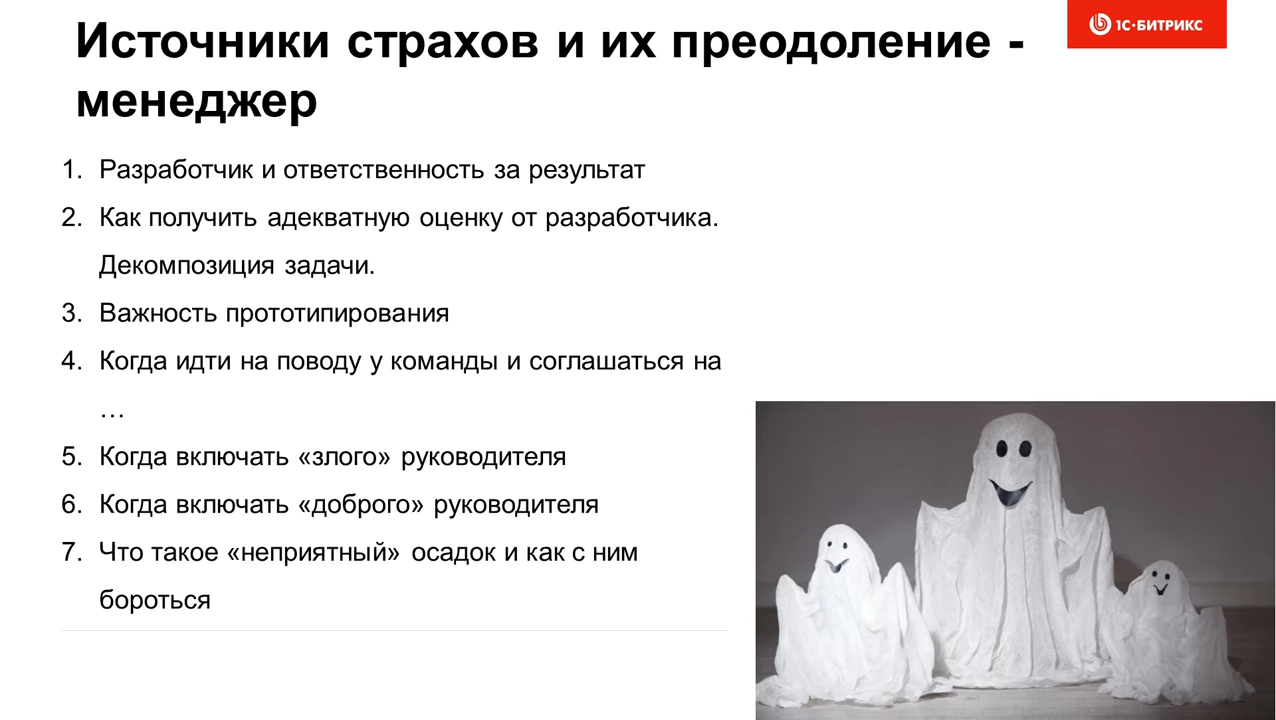 Источники страхов и их преодоление -
менеджер
1С·БИТРИКС
1. Разработчик и ответственность за результат
2. Как получить адекватную оценку от разработчика.
Декомпозиция задачи.
3. Важность прототипирования
4. Когда идти на поводу у команды и соглашаться на
…
5. Когда включать «злого» руководителя
6. Когда включать «доброго» руководителя
7. Что такое «неприятный» осадок и как с ним
бороться